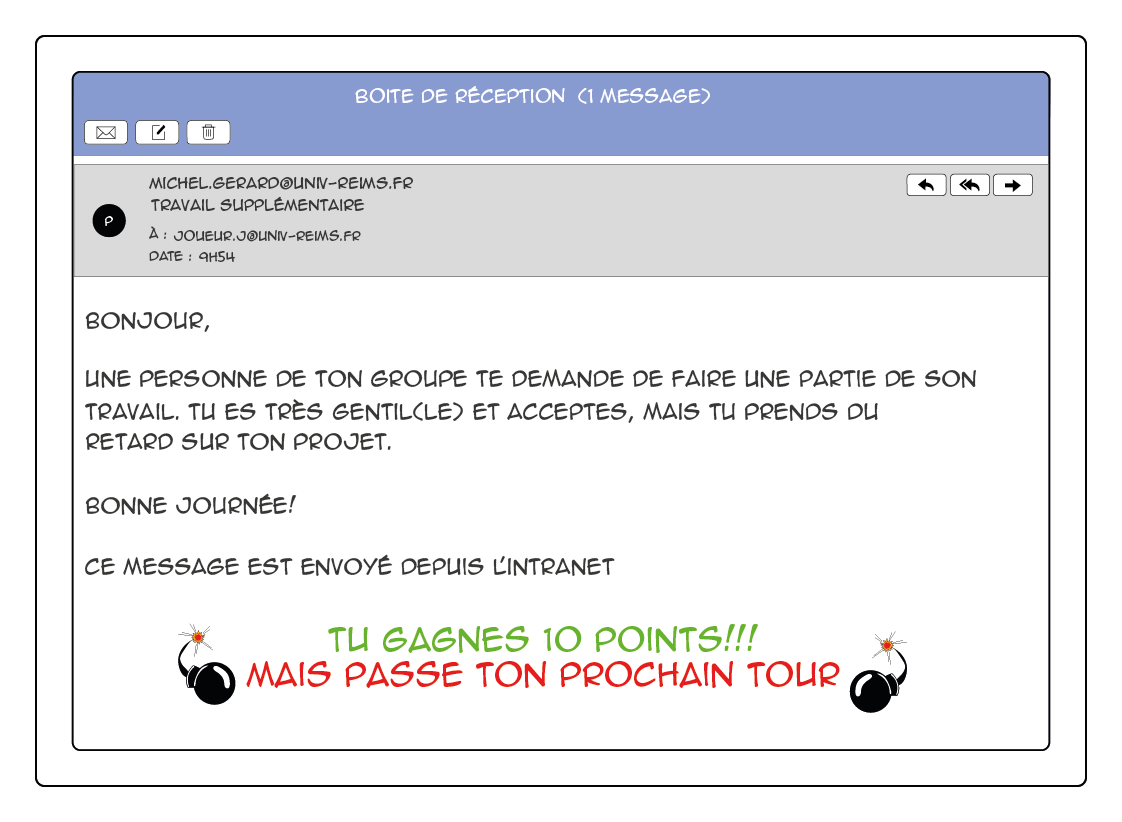 BOITE DE RÉCEPTION (1 MESSAGE)
MICHEL.GERARD@UNIV-REIMS.FR
TRAVAIL SUPPLÉMENTAIRE
P
À : JOUEUR.J@UNIV-REIMS.FR
DATE : 9H54
BONJOUR,
UNE PERSONNE DE TON GROUPE TE DEMANDE DE FAIRE UNE PARTIE DE SON
TRAVAIL. TU ES TRÈS GENTIL(LE) ET ACCEPTES, MAIS TU PRENDS DU
RETARD SUR TON PROJET.
BONNE JOURNÉE!
CE MESSAGE EST ENVOYÉ DEPUIS L'INTRANET
TU GAGNES 10 POINTS!!!
MAIS PASSE TON PROCHAIN TOUR